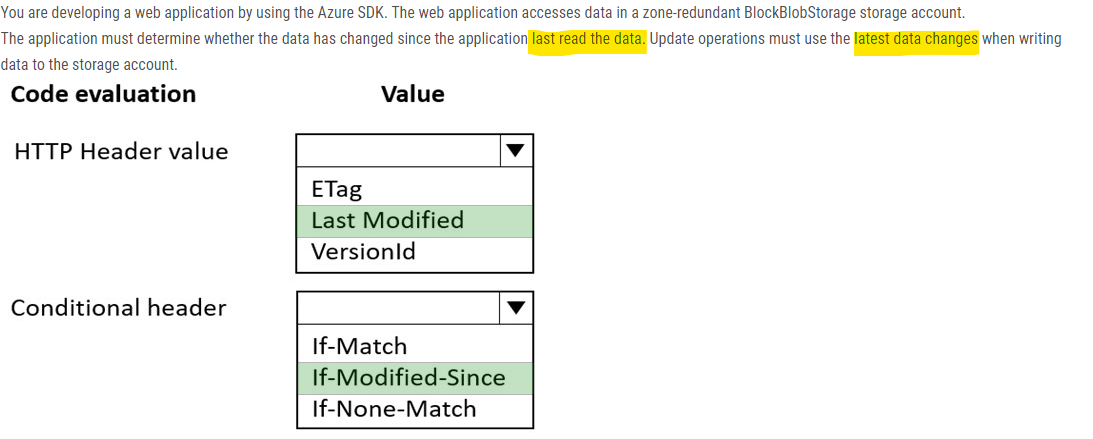 You are developing a web application by using the Azure SDK. The web application accesses data in a zone-redundant BlockBlobStorage storage account.
The application must determine whether the data has changed since the application last read the data. Update operations must use the latest data changes when writing
data to the storage account.
Code evaluation Value
HTTP Header value
ETag
Last Modified
VersionId
Conditional header
If-Match
If-Modified-Since
If-None-Match